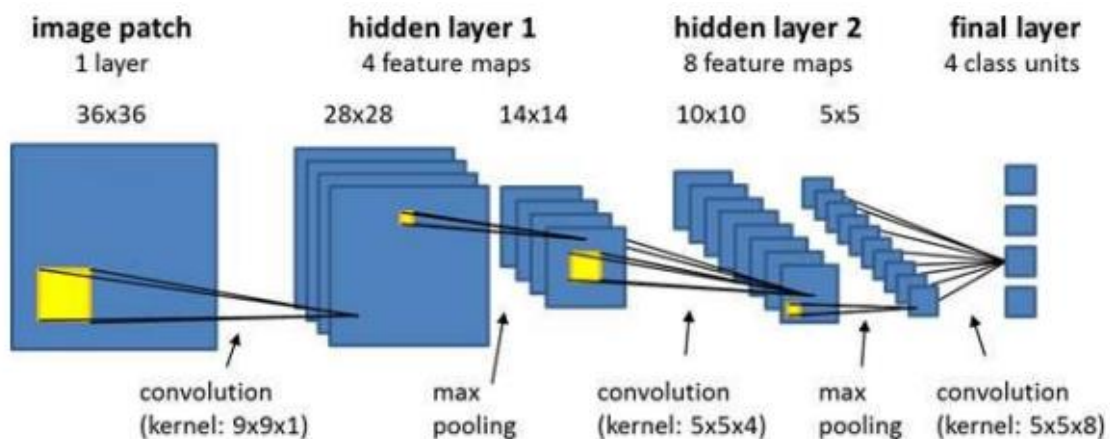 image patch
1 layer
36x36
hidden layer 1
4 feature maps
28x28
14x14
hidden layer 2
8 feature maps
10x10
5x5
final layer
4 class units
convolution
(kernel: 9x9x1)
max
pooling
convolution
(kernel: 5x5x4)
max
pooling
convolution
(kernel: 5x5x8)